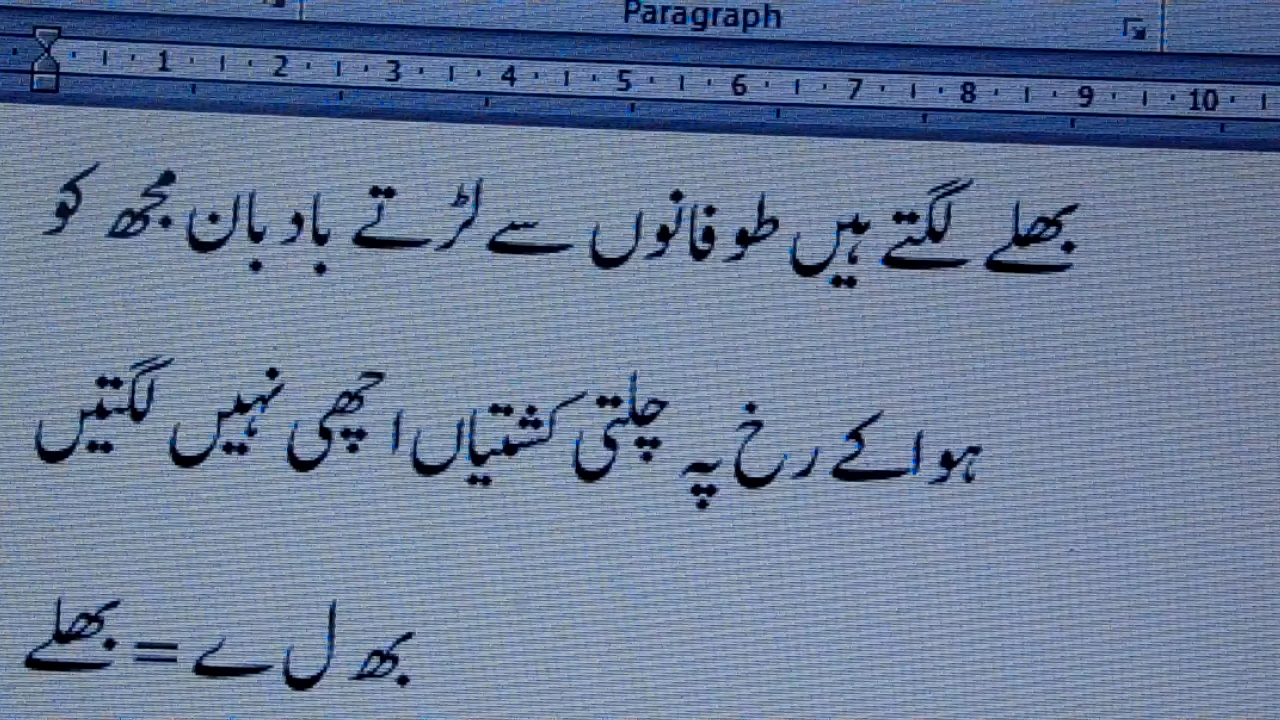 Paragraph
1 2 3 4 5 6 7 8 9 10
بھلے لگتے ہیں طوفانوں سے لڑتے بادبان مجھ کو
ہوا کے رخ پہ چلتی کشتیاں اچھی نہیں لگتیں
بھ ل ے = بھلے